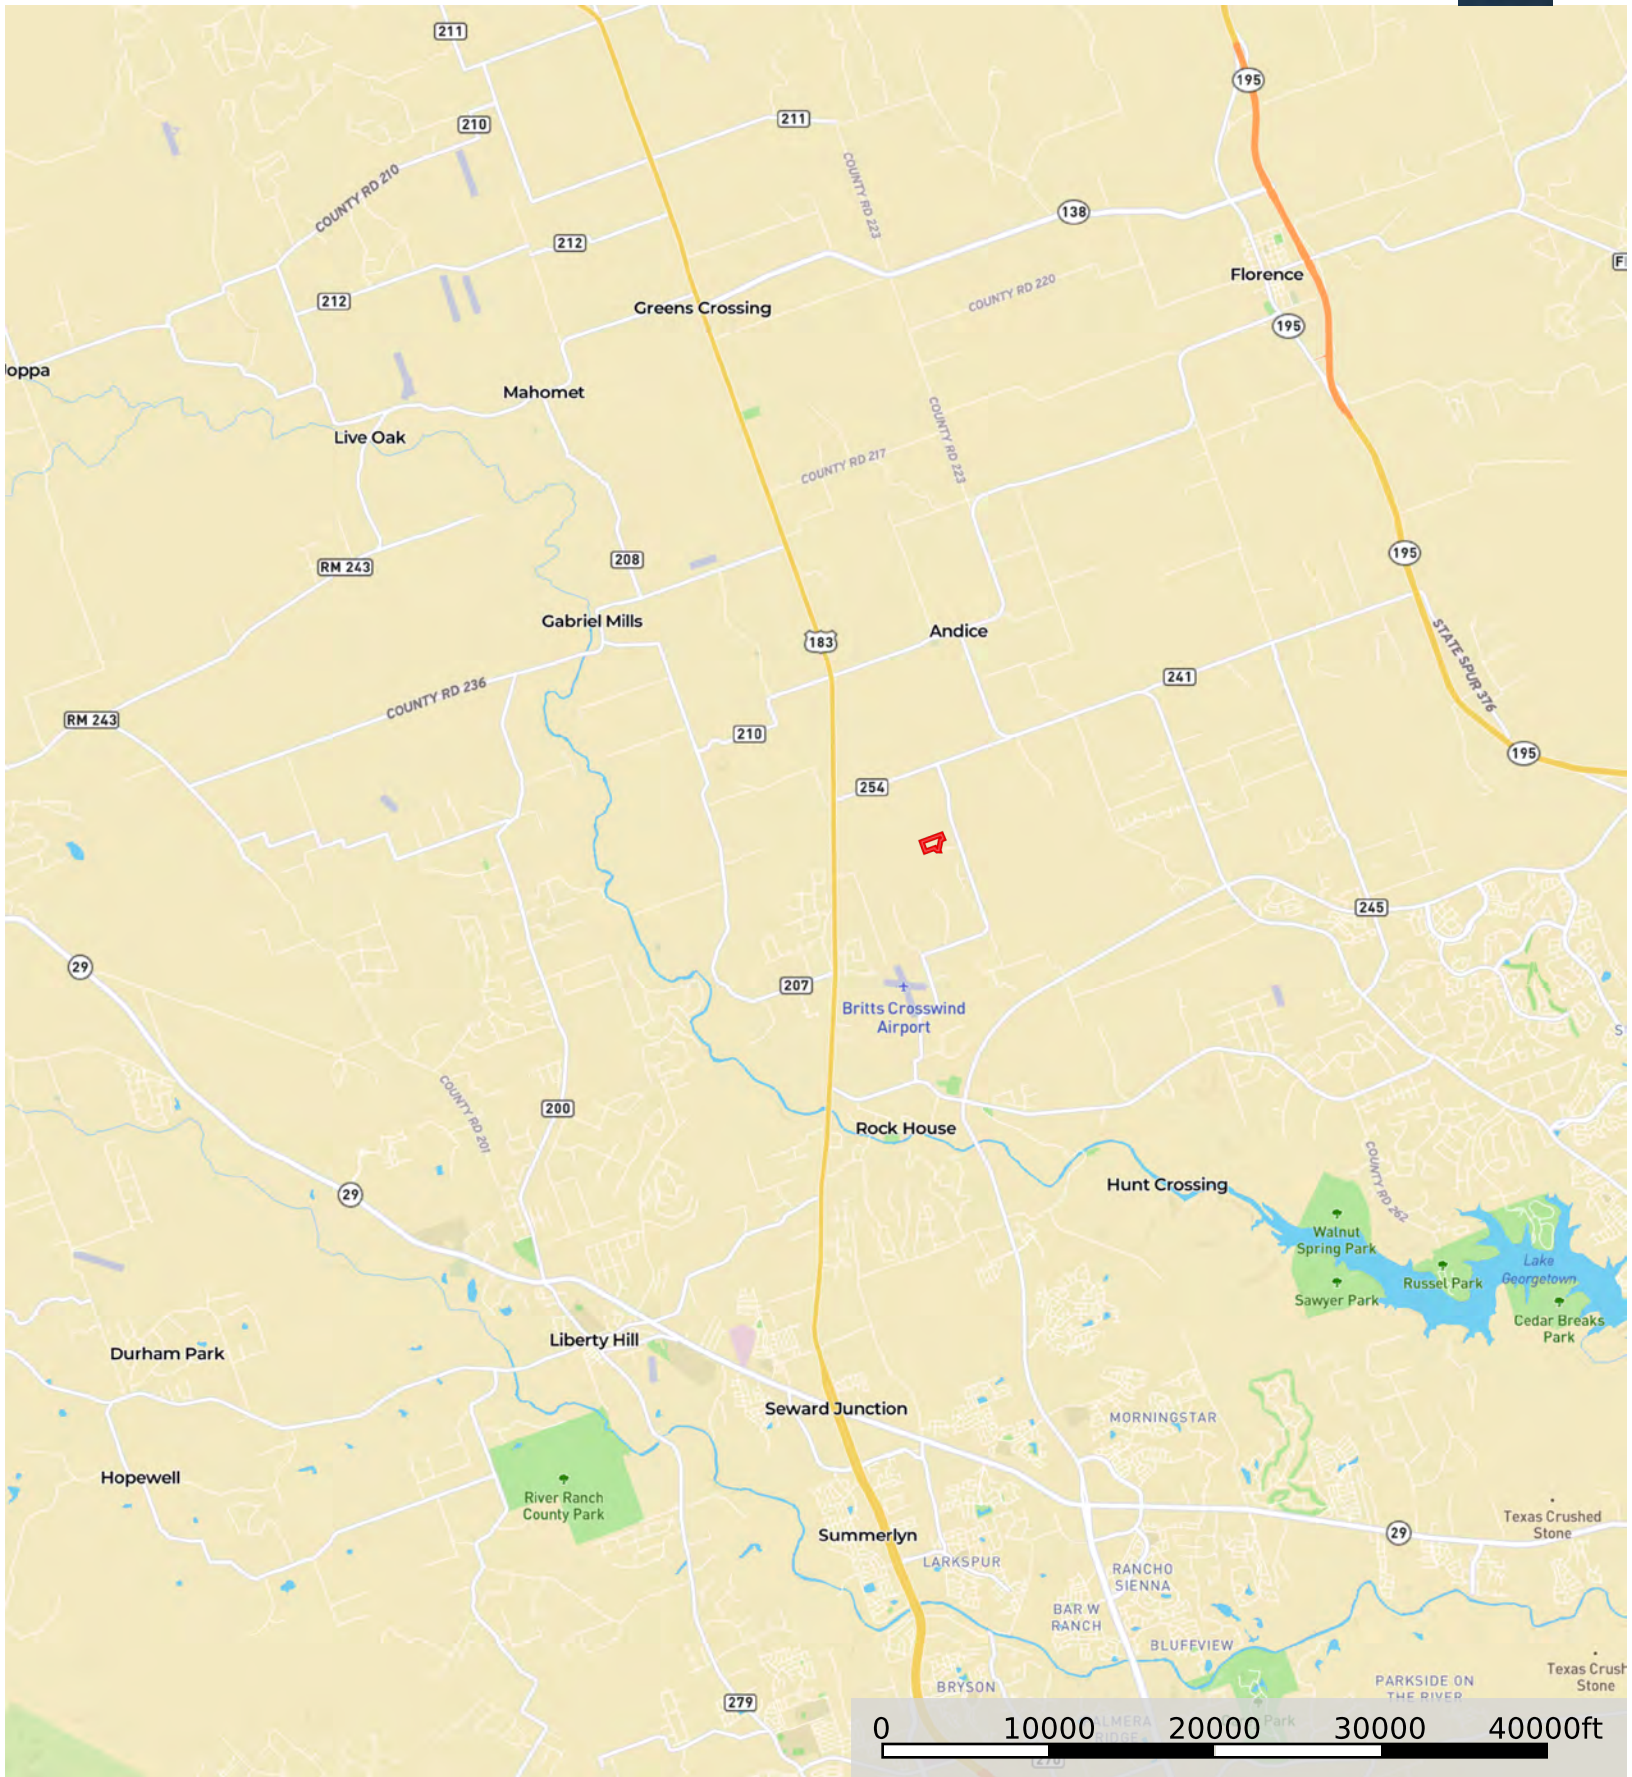 211
195
210
211
COUNTY RD 210
COUNTY RD 223
138
212
Florence
212
COUNTY RD 220
Greens Crossing
195
Joppa
Mahomet
Live Oak
COUNTY RD 223
COUNTY RD 217
208
195
RM 243
Gabriel Mills
Andice
183
STATE SPUR 376
241
COUNTY RD 236
RM 243
210
195
254
245
29
207
Britts Crosswind
Airport
COUNTY RD 201
200
Rock House
COUNTY RD 262
Hunt Crossing
29
Walnut
Spring Park
Lake
Georgetown
Russel Park
Sawyer Park
Cedar Breaks
Park
Liberty Hill
Durham Park
Seward Junction
MORNINGSTAR
Hopewell
River Ranch
County Park
Texas Crushed
Stone
29
Summerlyn
LARKSPUR
RANCHO
SIENNA
BAR W
RANCH
BLUFFVIEW
Texas Crush
Stone
PARKSIDE ON
THE RIVER
BRYSON
279
0 10000 20000 30000 40000ft